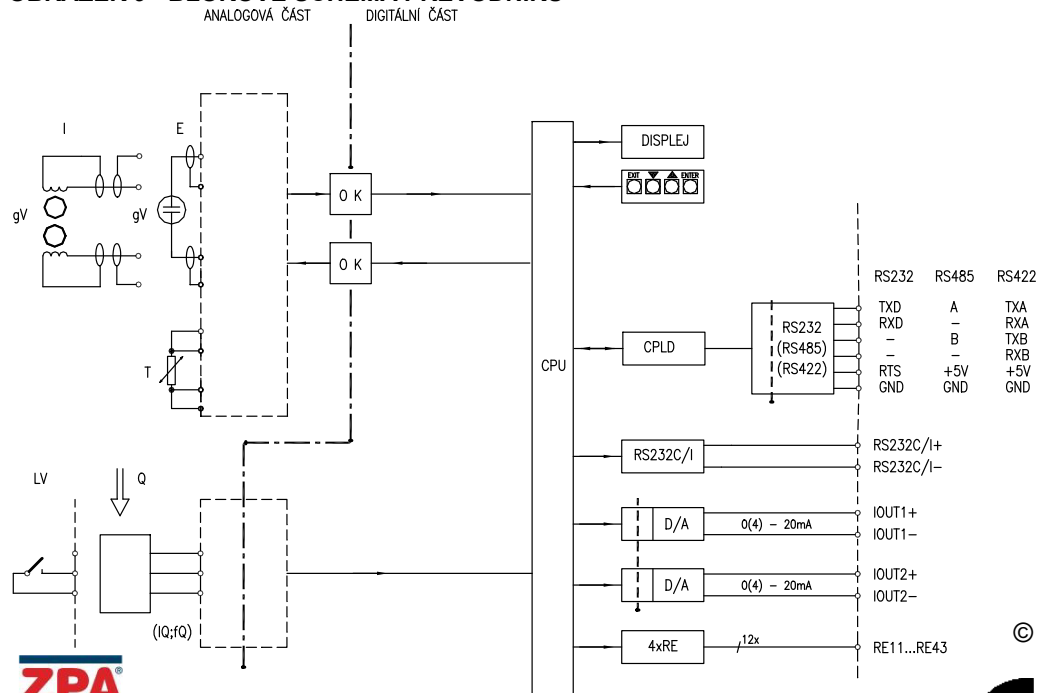 ANALOGOVÁ ČÁST
DIGITÁLNÍ ČÁST
I
E
gV
gV
T
O K
O K
CPU
DISPLEJ
EXIT
ENTER
CPLD
RS232
(RS485)
(RS422)
RS232 RS485 RS422
TXD A TXA
RXD – RXA
– B TXB
– – RXB
RTS +5V +5V
GND GND GND
RS232C/I
RS232C/I+
RS232C/I–
LV
Q
(IQ;fQ)
D/A
0(4) – 20mA
IOUT1+
IOUT1–
D/A
0(4) – 20mA
IOUT2+
IOUT2–
4xRE
12x
RE11...RE43
©
ZPA®